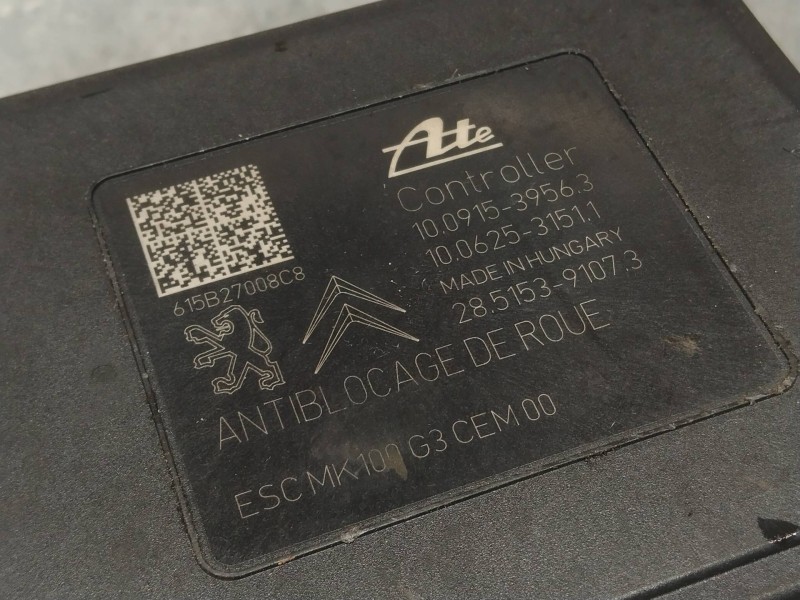 Ate
Controller
10.0915-3956.3
10.0625-3151.1
MADE IN HUNGARY
28.5153-9107.3
615B27008C8
ANTIBLOCAGE DE ROUE
ESC MK100 G3 CEM 00